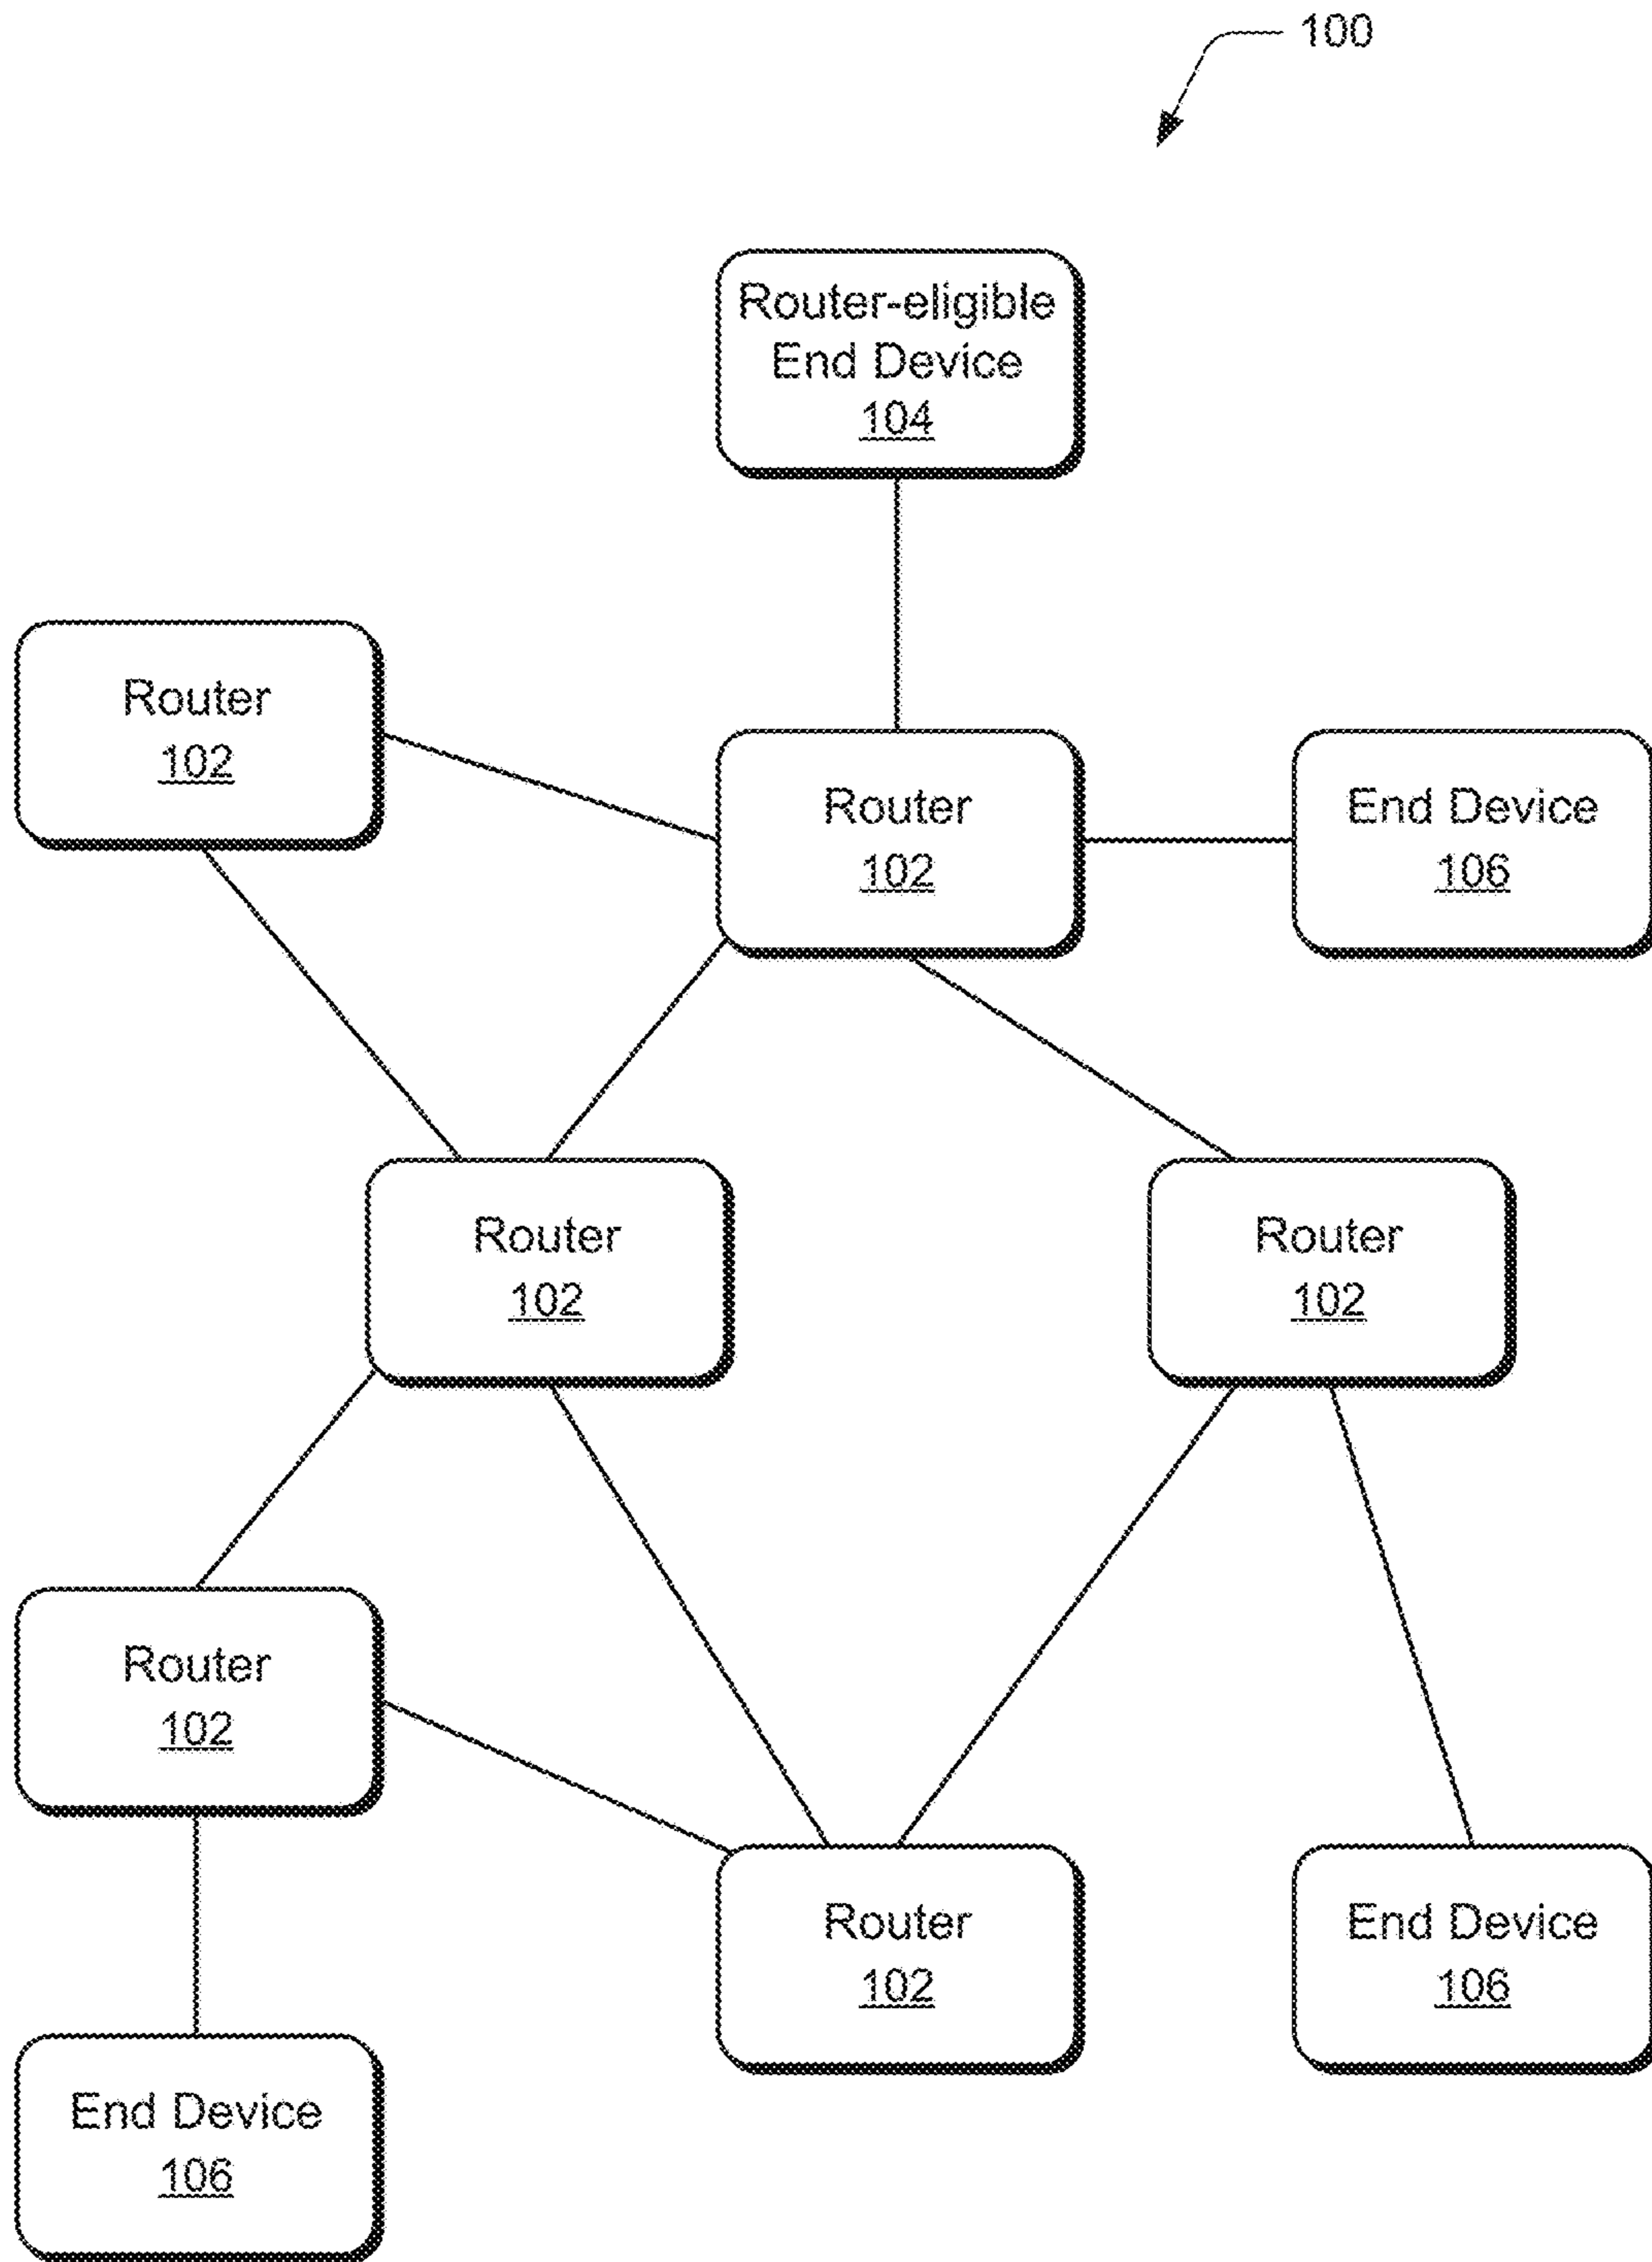 100
Router-eligible
End Device
104
Router
102
Router
102
End Device
106
Router
102
Router
102
Router
102
Router
102
End Device
106
End Device
106